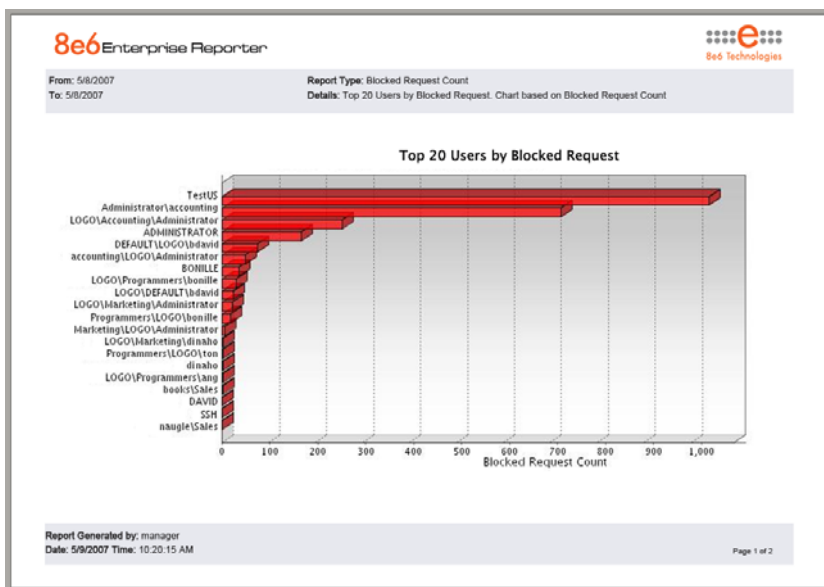 8e6 Enterprise Reporter
8e6 Technologies
From: 5/8/2007
To: 5/8/2007
Report Type: Blocked Request Count
Details: Top 20 Users by Blocked Request. Chart based on Blocked Request Count
Top 20 Users by Blocked Request
TestUS
Administrator\accounting
LOGO\Accounting\Administrator
ADMINISTRATOR
DEFAULT\LOGO\bdavid
accounting\LOGO\Administrator
BONILLE
LOGO\Programmers\bonille
LOGO\DEFAULT\bdavid
LOGO\Marketing\Administrator
Programmers\LOGO\bonille
Marketing\LOGO\Administrator
LOGO\Marketing\dinaho
Programmers\LOGO\ton
dinaho
LOGO\Programmers\ang
books\Sales
DAVID
SSH
naugle\Sales
0 100 200 300 400 500 600 700 800 900 1,000
Blocked Request Count
Report Generated by: manager
Date: 5/9/2007 Time: 10:20:15 AM
Page 1 of 2